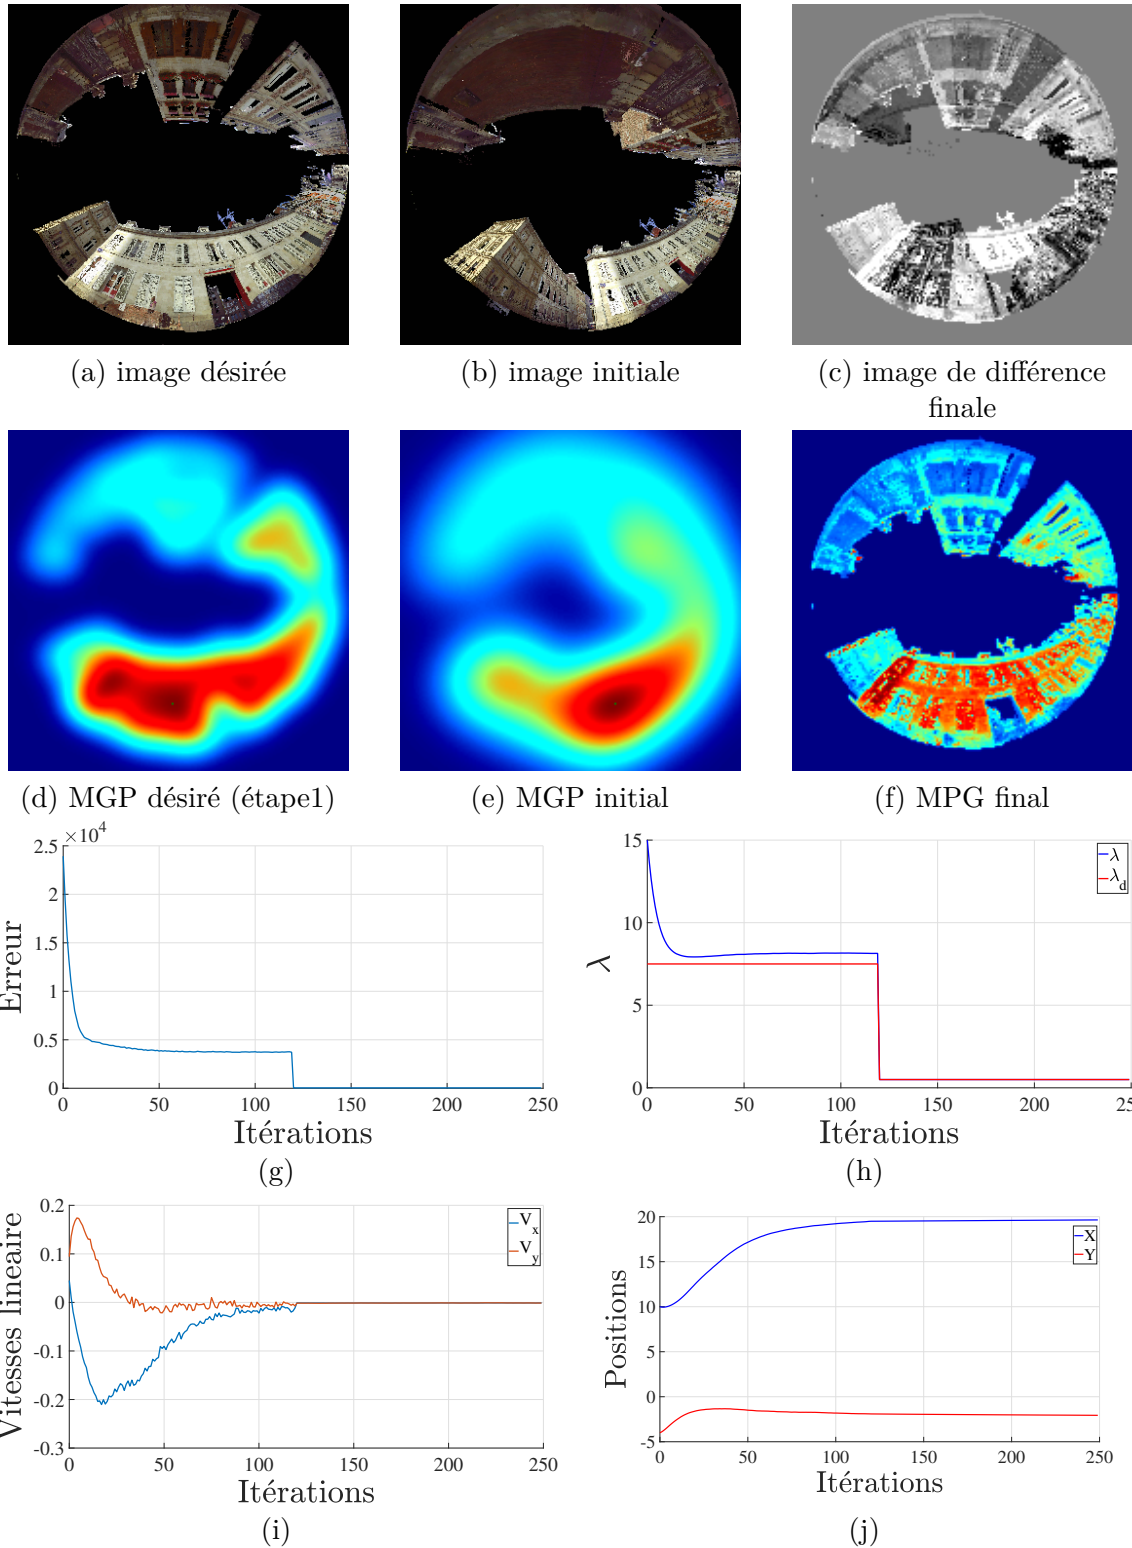 (a) image désirée
(b) image initiale
(c) image de différence
finale
(d) MGP désiré (étape1)
(e) MGP initial
(f) MPG final
×10⁴
2.5
2
1.5
1
0.5
0
Erreur
0 50 100 150 200 250
Itérations
(g)
15
10
5
0
λ
λ
λd
0 50 100 150 200 250
Itérations
(h)
0.2
0.1
0
-0.1
-0.2
-0.3
Vitesses lineaire
Vx
Vy
0 50 100 150 200 250
Itérations
(i)
20
15
10
5
0
-5
Positions
X
Y
0 50 100 150 200 250
Itérations
(j)